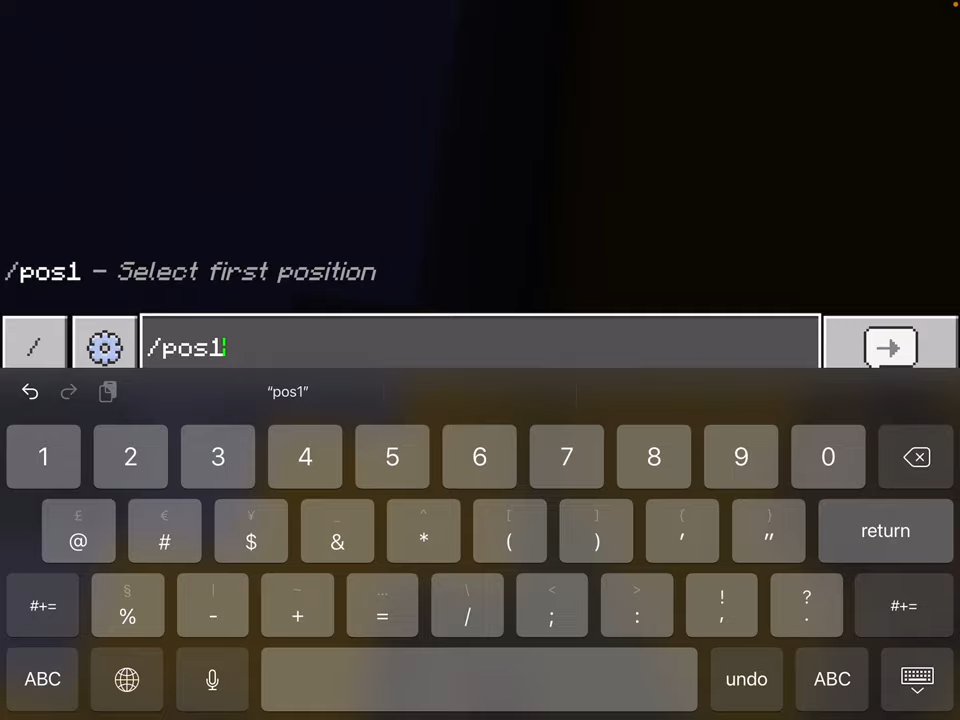 /pos1 - Select first position
/ /pos1
"pos1"
1 2 3 4 5 6 7 8 9 0
£ € ¥ _ ^ [ ] { }
@ # $ & * ( ) ' " return
§ | ~ … \ < > ! ?
#+= % - + = / ; : , . #+=
ABC undo ABC